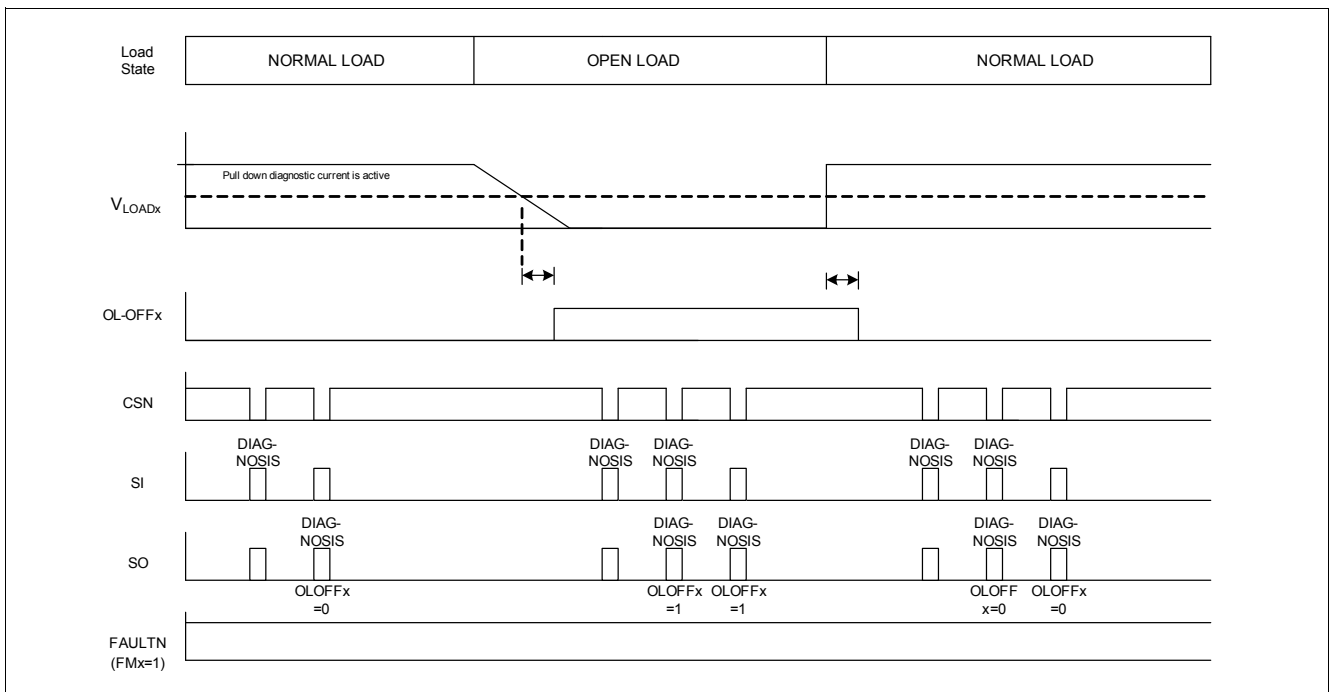 Load
State
NORMAL LOAD
OPEN LOAD
NORMAL LOAD
Pull down diagnostic current is active
VLOADx
OL-OFFx
CSN
DIAG-
NOSIS
DIAG-
NOSIS
DIAG-
NOSIS
DIAG-
NOSIS
DIAG-
NOSIS
SI
DIAG-
NOSIS
DIAG-
NOSIS
DIAG-
NOSIS
DIAG-
NOSIS
DIAG-
NOSIS
SO
OLOFFx
=0
OLOFFx
=1
OLOFFx
=1
OLOFF
x=0
OLOFFx
=0
FAULTN
(FMx=1)